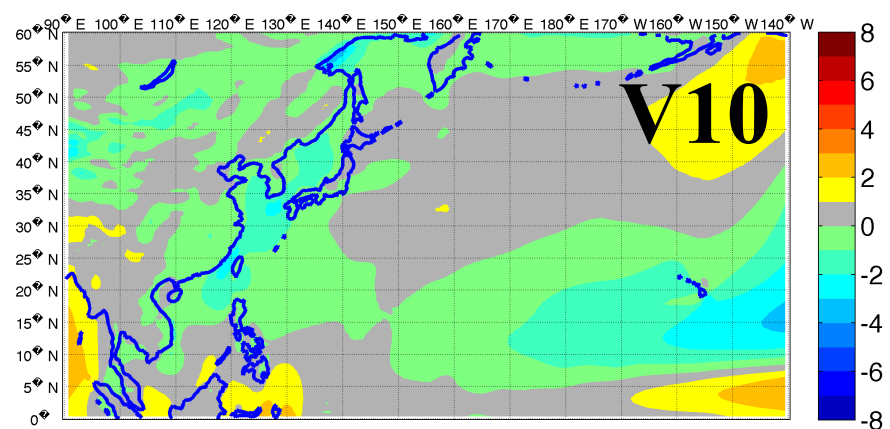 90� E 100� E 110� E 120� E 130� E 140� E 150� E 160� E 170� E 180� E 170� W 160� W 150� W 140� W
60� N
55� N
50� N
45� N
40� N
35� N
30� N
25� N
20� N
15� N
10� N
5� N
0�
V10
8
6
4
2
0
-2
-4
-6
-8